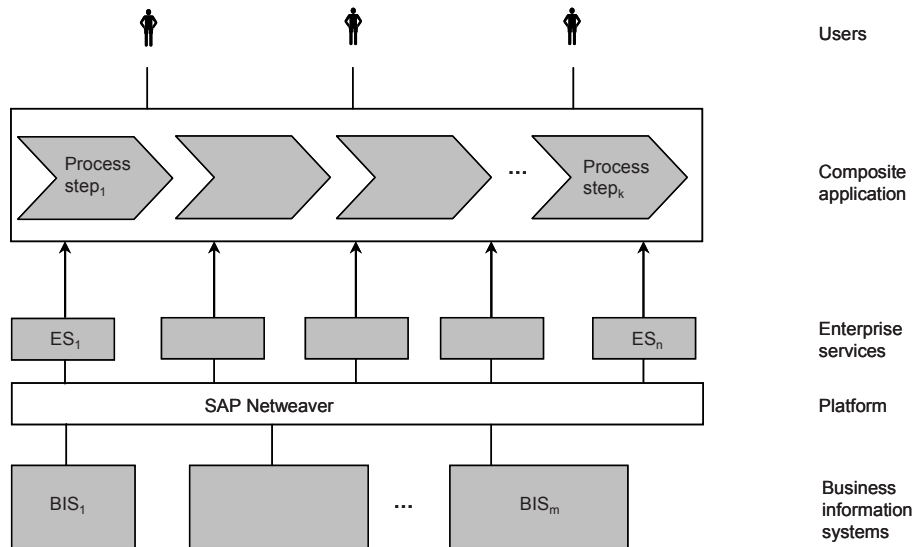 Users
Process
step₁
...
Process
stepₖ
Composite
application
ES₁
ESₙ
Enterprise
services
SAP Netweaver
Platform
BIS₁
...
BISₘ
Business
information
systems